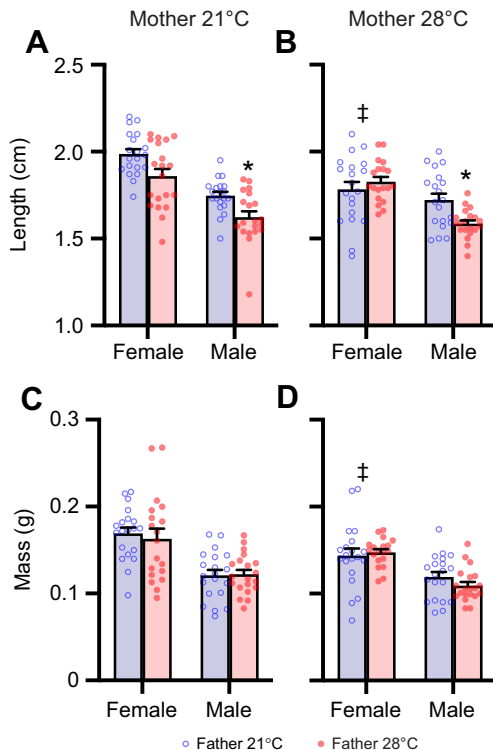 Mother 21°C
Mother 28°C
A
B
Length (cm)
2.5
2.0
1.5
1.0
*
‡
*
Female
Male
Female
Male
C
D
Mass (g)
0.3
0.2
0.1
0
‡
Female
Male
Female
Male
Father 21°C
Father 28°C